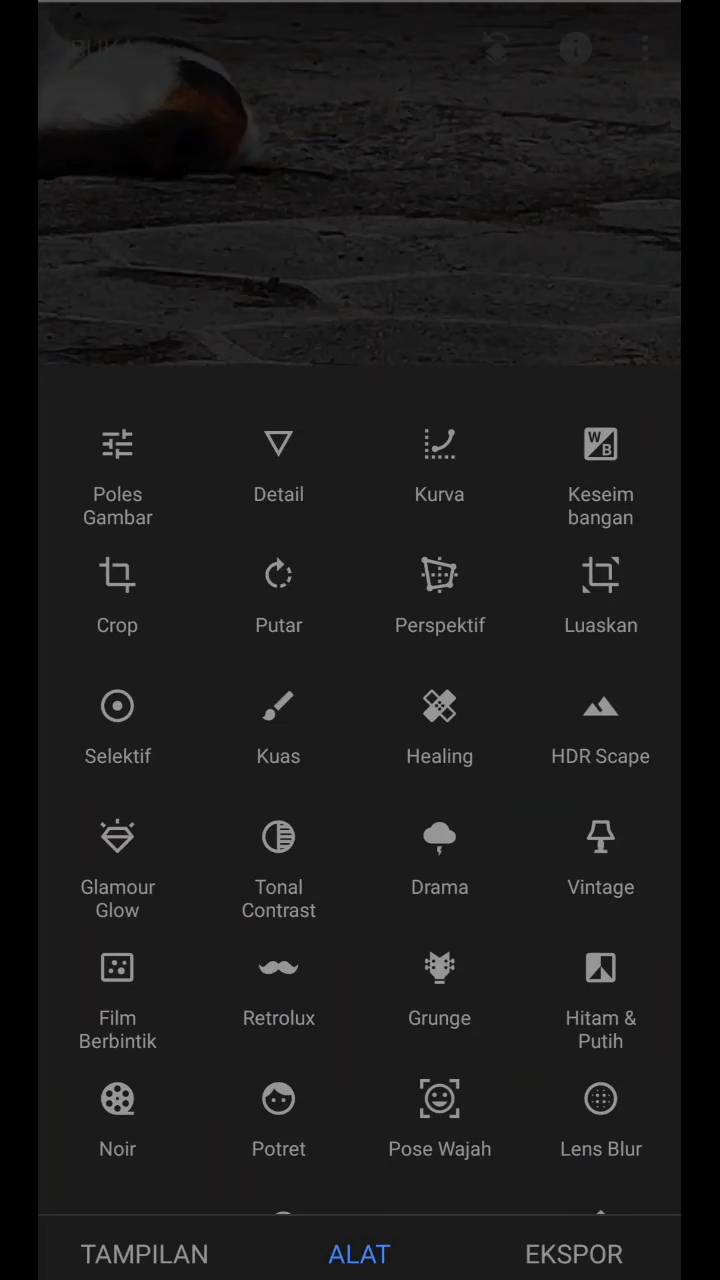 BUKA
Poles
Gambar
Detail
Kurva
Keseim
bangan
Crop
Putar
Perspektif
Luaskan
Selektif
Kuas
Healing
HDR Scape
Glamour
Glow
Tonal
Contrast
Drama
Vintage
Film
Berbintik
Retrolux
Grunge
Hitam &
Putih
Noir
Potret
Pose Wajah
Lens Blur
TAMPILAN
ALAT
EKSPOR